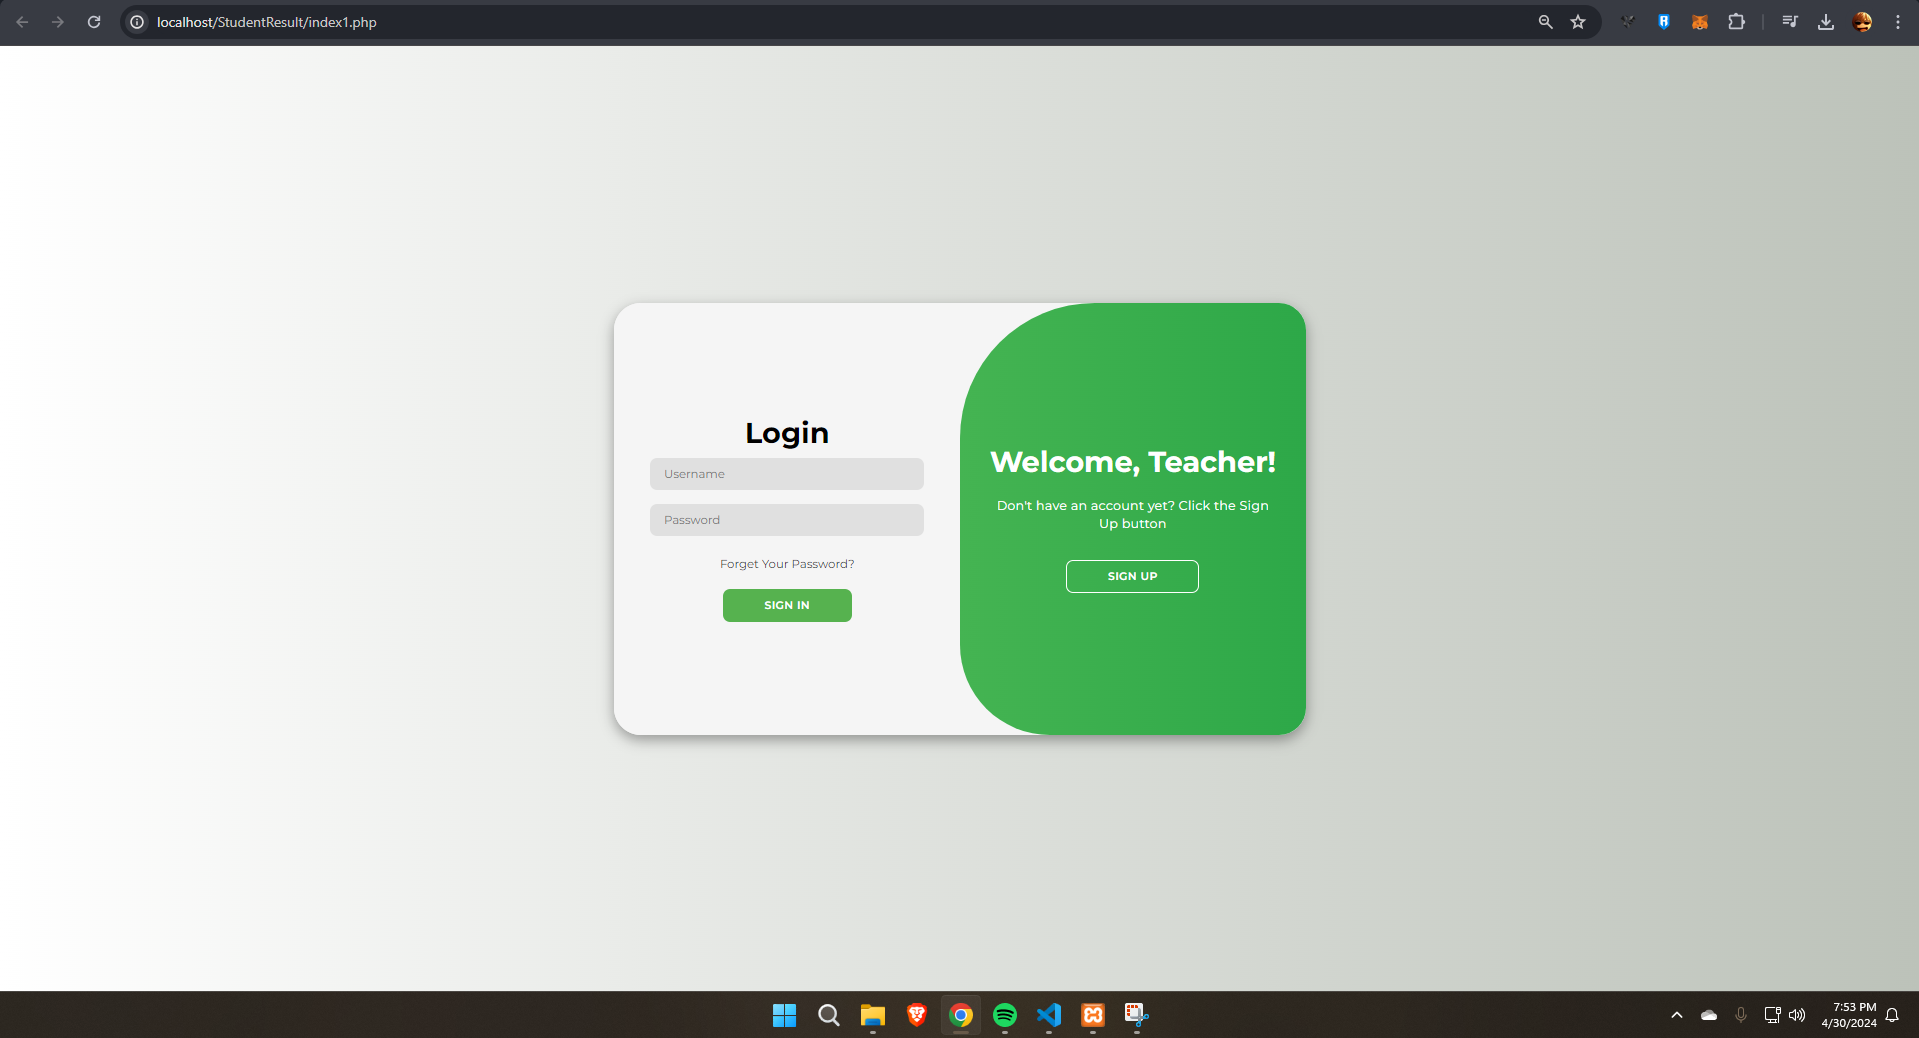 localhost/StudentResult/index1.php
Login
Username
Password
Forget Your Password?
SIGN IN
Welcome, Teacher!
Don't have an account yet? Click the Sign
Up button
SIGN UP
7:53 PM
4/30/2024